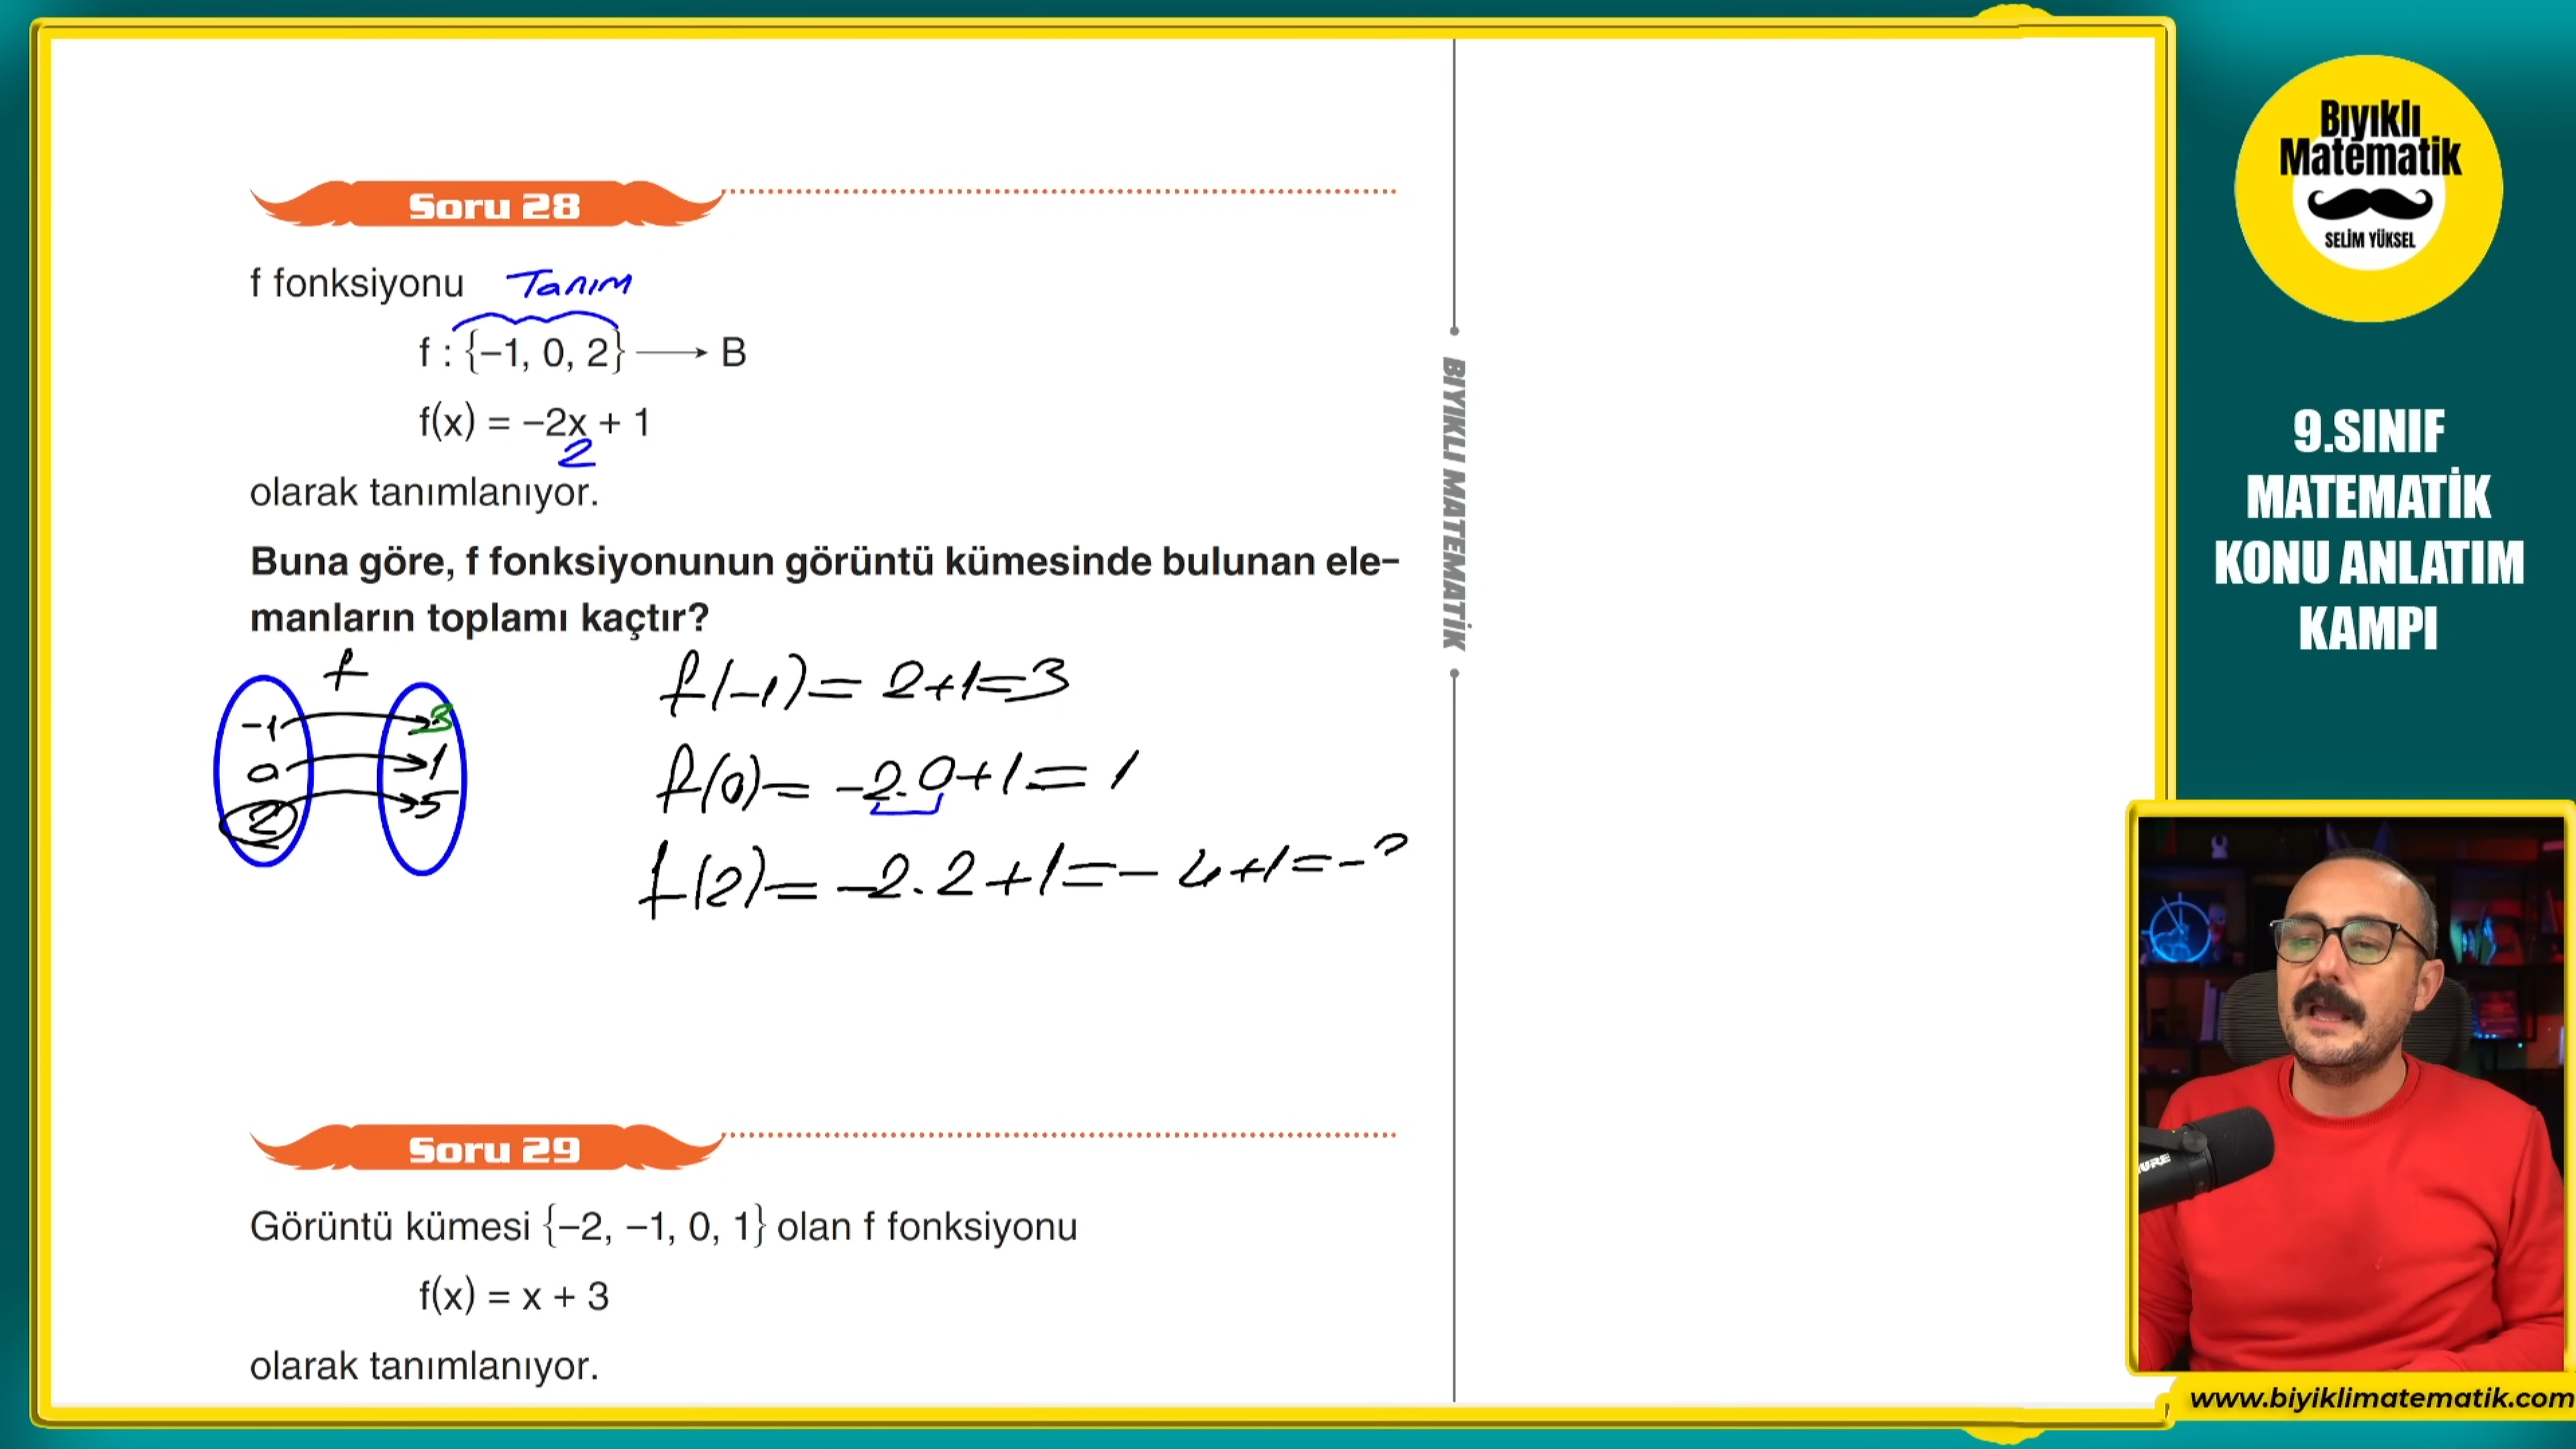 Soru 28
f fonksiyonu Tanım
f : {–1, 0, 2} ⟶ B
f(x) = –2x + 1
2
olarak tanımlanıyor.
Buna göre, f fonksiyonunun görüntü kümesinde bulunan ele–
manların toplamı kaçtır?
f
-1 3
0 1
2 5
f(-1) = 2+1=3
f(0) = -2.0+1 = 1
f(2) = -2.2+1 = -4+1 = -
Soru 29
Görüntü kümesi {–2, –1, 0, 1} olan f fonksiyonu
f(x) = x + 3
olarak tanımlanıyor.
BIYIKLI MATEMATİK
Bıyıklı
Matematik
SELİM YÜKSEL
9.SINIF
MATEMATİK
KONU ANLATIM
KAMPI
URE
www.biyiklimatematik.com